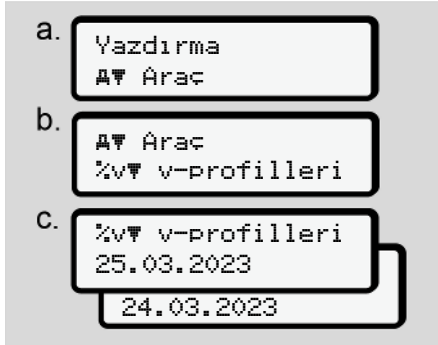 a.
Yazdırma
A▼ Araç
b.
A▼ Araç
%v▼ v-profilleri
c.
%v▼ v-profilleri
25.03.2023
24.03.2023